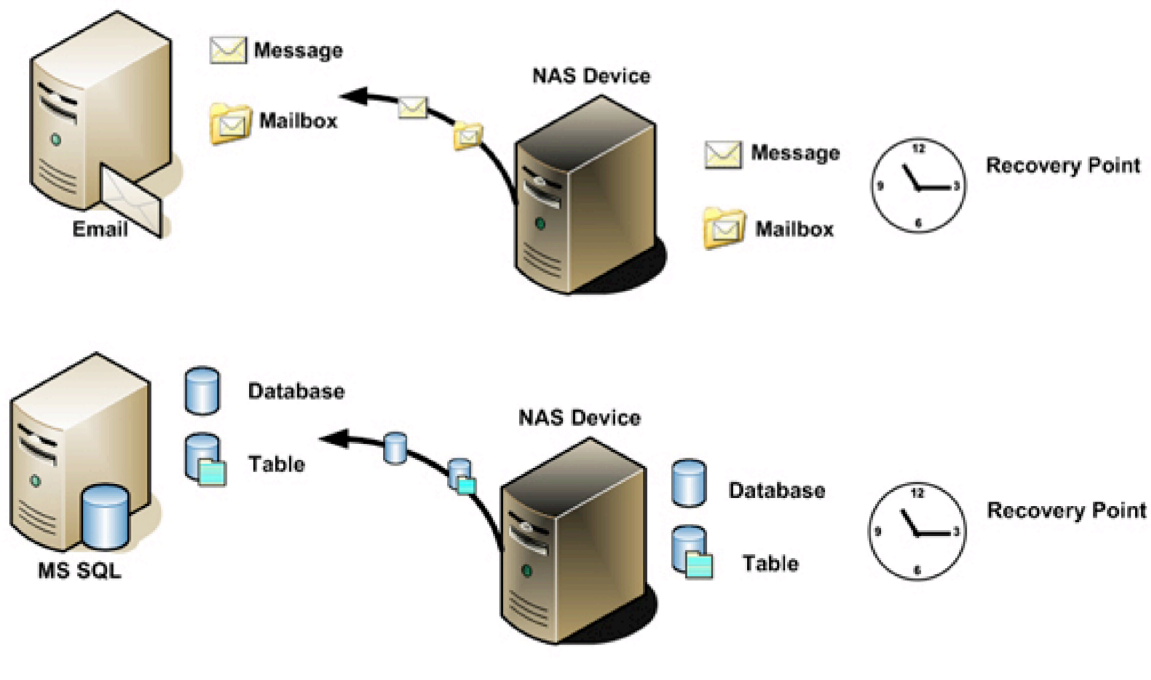 Message
NAS Device
Mailbox
Message
12
9
3
6
Recovery Point
Mailbox
Email
Database
NAS Device
Table
Database
12
9
3
6
Recovery Point
Table
MS SQL